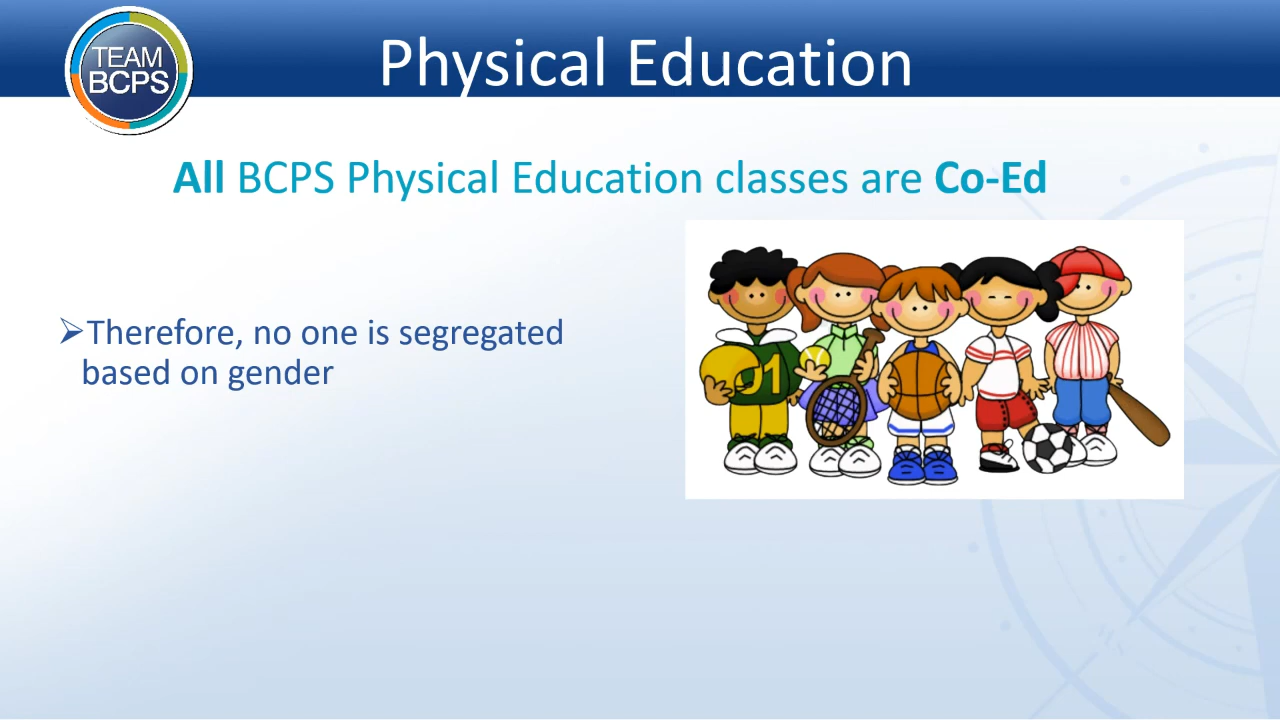 TEAM
BCPS
Physical Education
All BCPS Physical Education classes are Co-Ed
➢Therefore, no one is segregated
based on gender
01